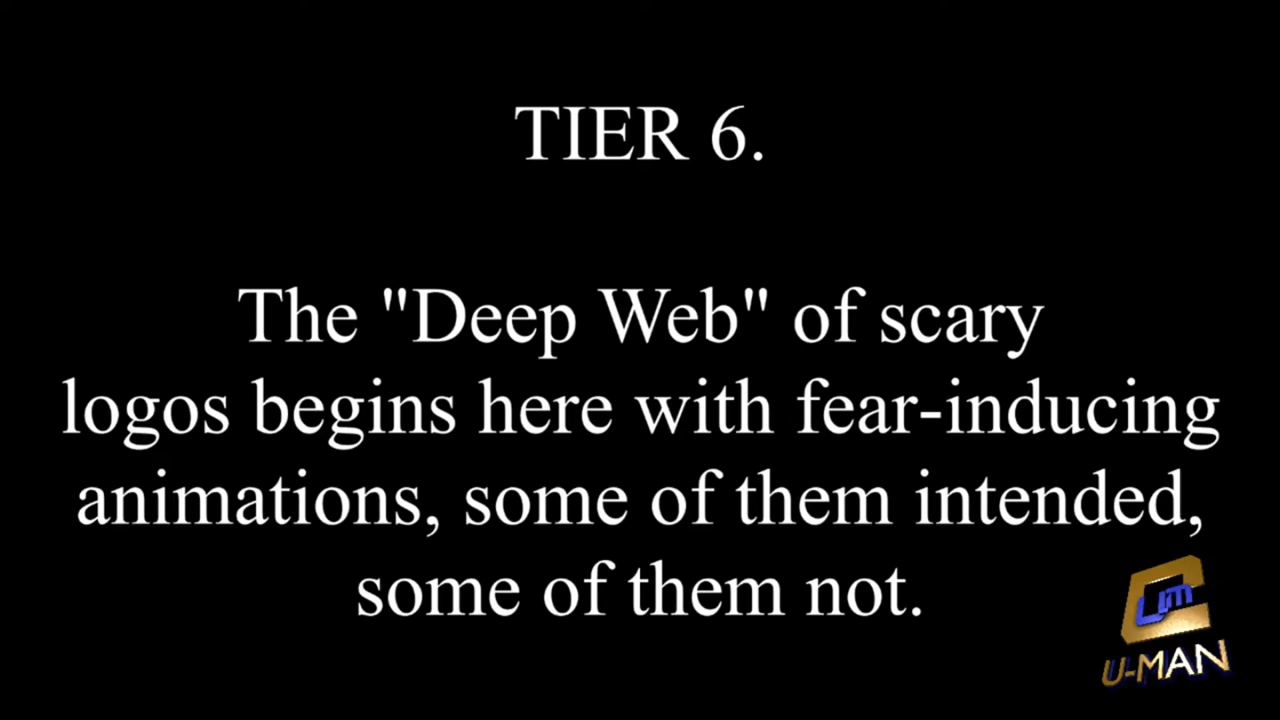 TIER 6.
The "Deep Web" of scary
logos begins here with fear-inducing
animations, some of them intended,
some of them not.
um
U-MAN